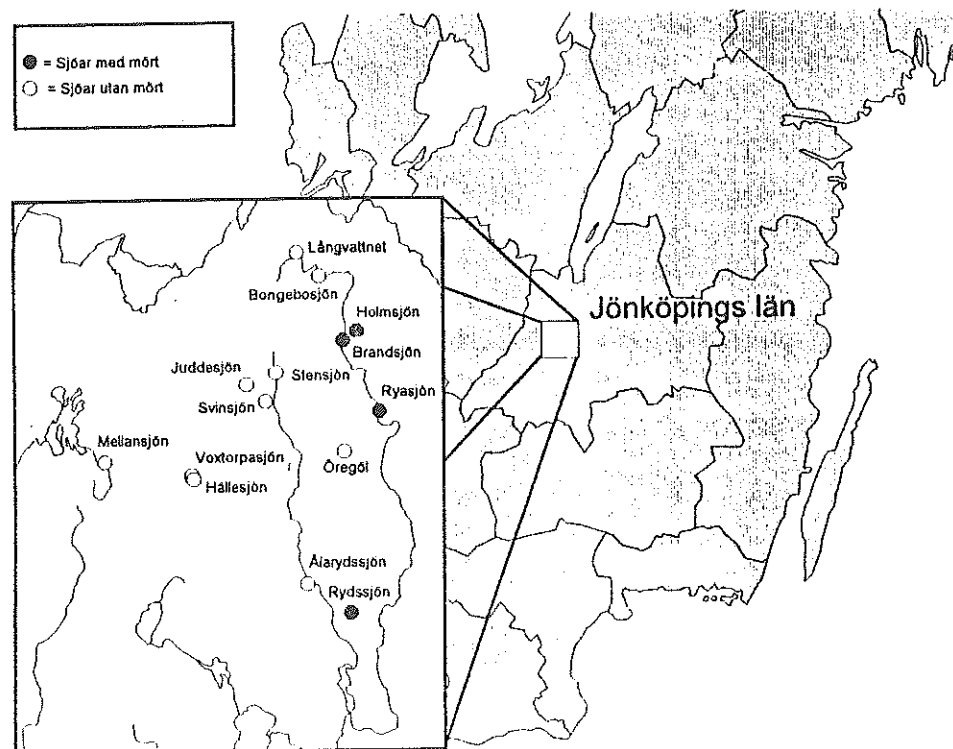 = Sjöar med mört
= Sjöar utan mört
Långvattnet
Bongebosjön
Holmsjön
Brandsjön
Juddesjön
Stensjön
Svinsjön
Ryasjön
Mellansjön
Voxtorpasjön
Hällesjön
Öregöl
Älarydssjön
Rydssjön
Jönköpings län